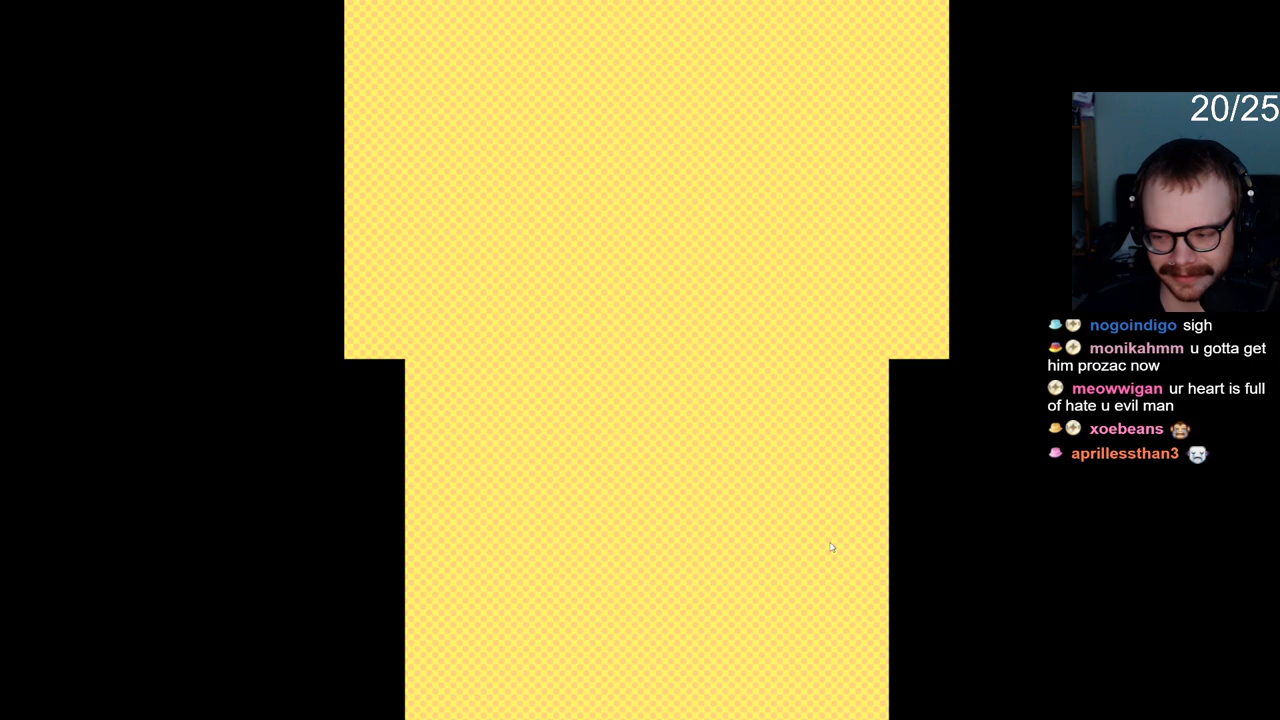 20/25
nogoindigo sigh
monikahmm u gotta get
him prozac now
meowwigan ur heart is full
of hate u evil man
xoebeans
aprillessthan3